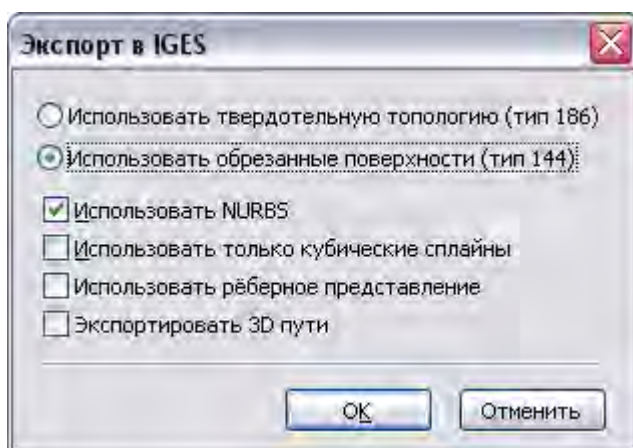 Экспорт в IGES
Использовать твердотельную топологию (тип 186)
Использовать обрезанные поверхности (тип 144)
Использовать NURBS
Использовать только кубические сплайны
Использовать рёберное представление
Экспортировать 3D пути
OK
Отменить